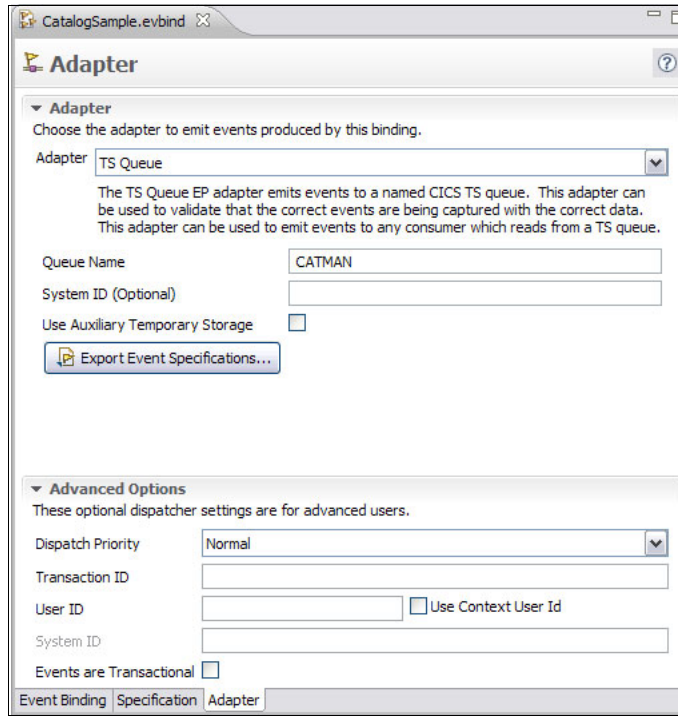 CatalogSample.evbind
Adapter
?
Adapter
Choose the adapter to emit events produced by this binding.
Adapter TS Queue
The TS Queue EP adapter emits events to a named CICS TS queue. This adapter can
be used to validate that the correct events are being captured with the correct data.
This adapter can be used to emit events to any consumer which reads from a TS queue.
Queue Name CATMAN
System ID (Optional)
Use Auxiliary Temporary Storage
Export Event Specifications...
Advanced Options
These optional dispatcher settings are for advanced users.
Dispatch Priority Normal
Transaction ID
User ID Use Context User Id
System ID
Events are Transactional
Event Binding Specification Adapter